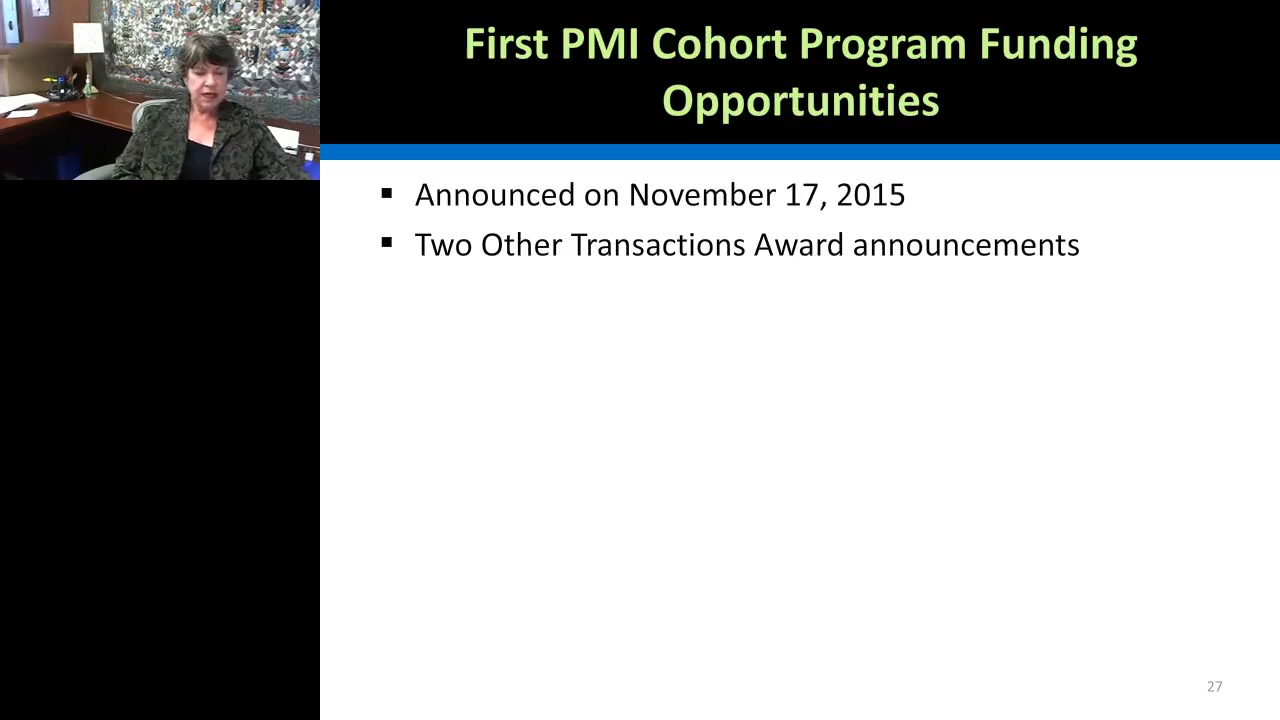 First PMI Cohort Program Funding
Opportunities
▪ Announced on November 17, 2015
▪ Two Other Transactions Award announcements
27